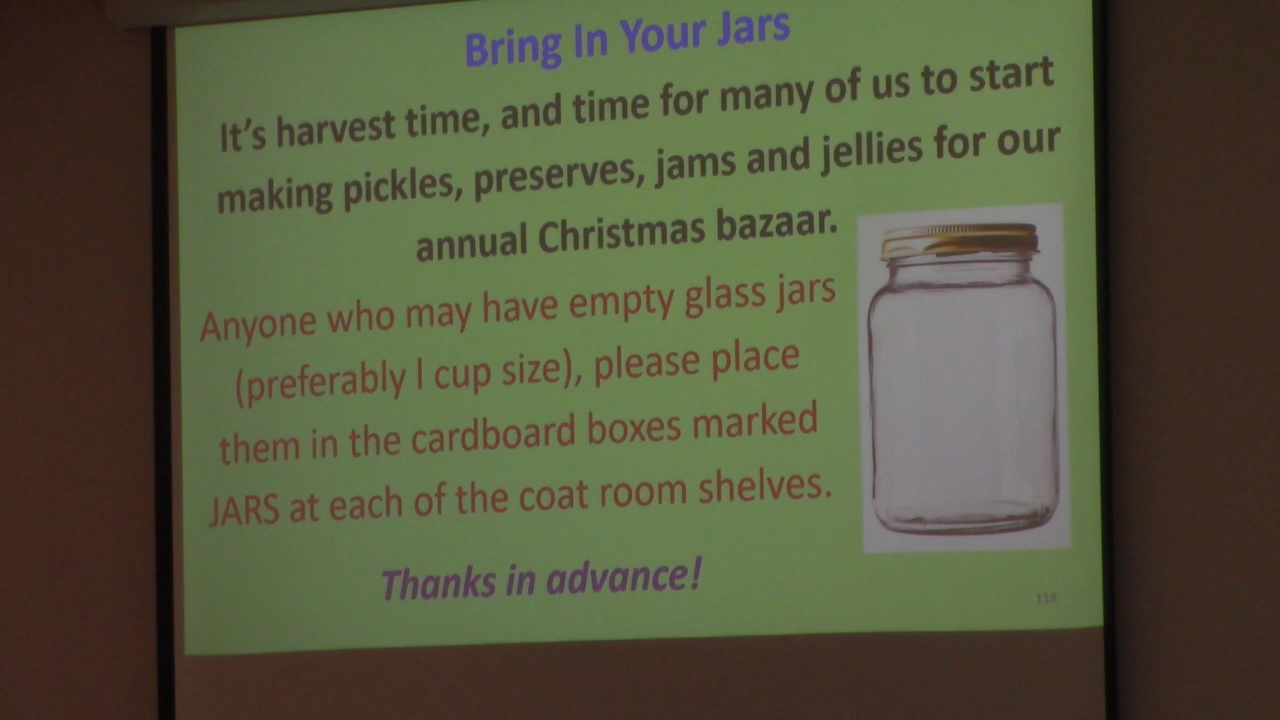 Bring In Your Jars
It's harvest time, and time for many of us to start
making pickles, preserves, jams and jellies for our
annual Christmas bazaar.
Anyone who may have empty glass jars
(preferably l cup size), please place
them in the cardboard boxes marked
JARS at each of the coat room shelves.
Thanks in advance!
118